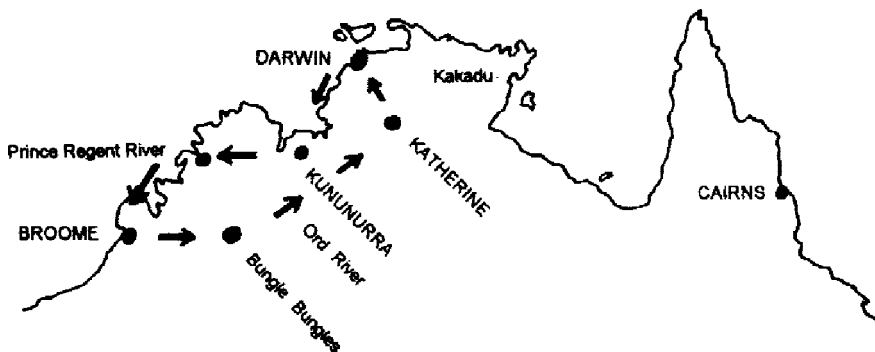 DARWIN
Kakadu
Prince Regent River
KATHERINE
KUNUNURRA
CAIRNS
BROOME
Ord River
Bungle Bungles